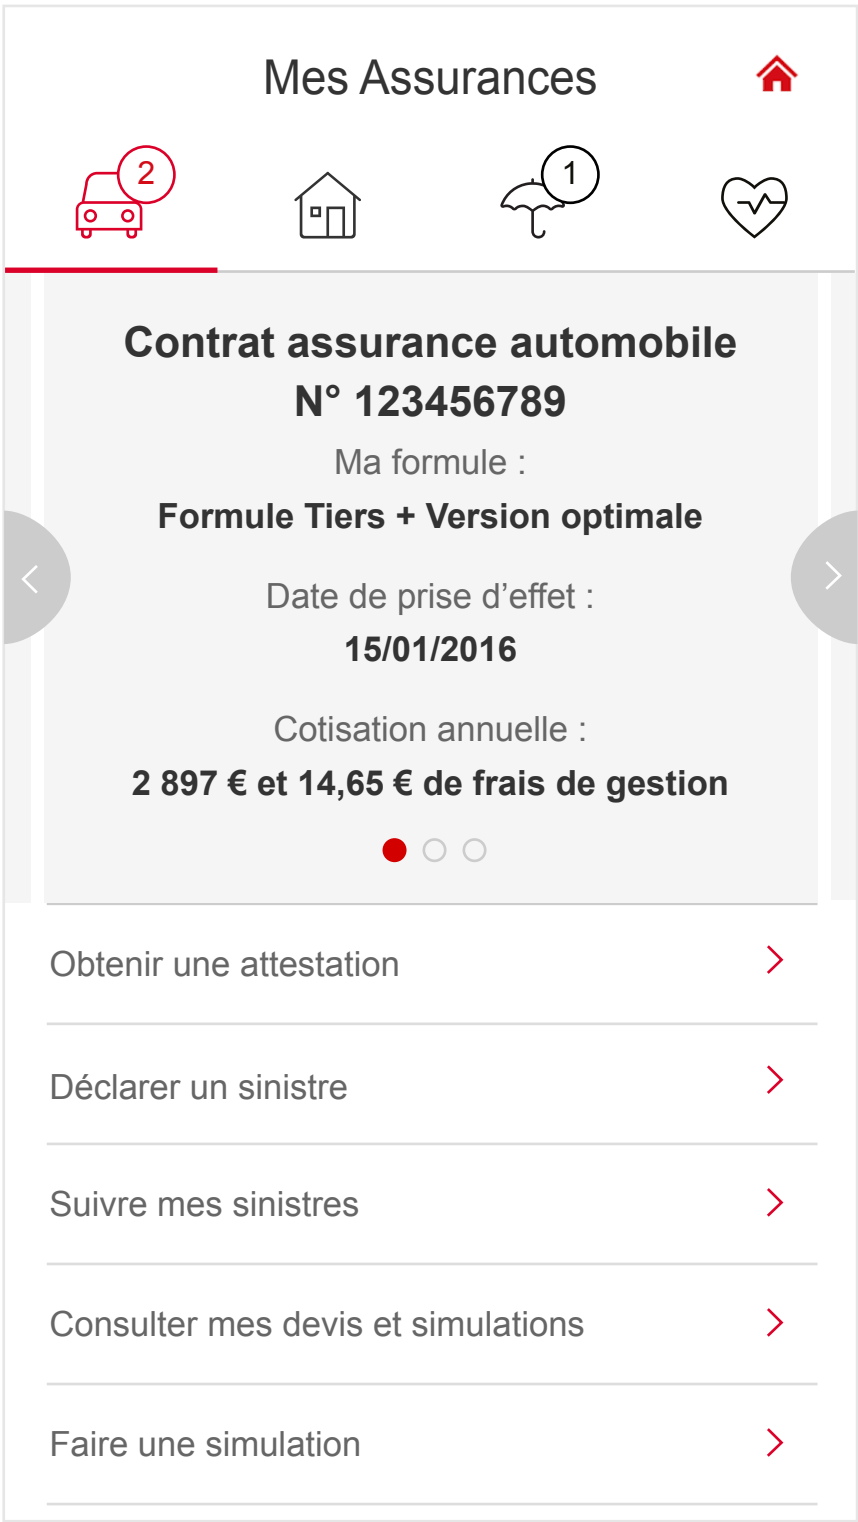 Mes Assurances
2
1
Contrat assurance automobile
N° 123456789
Ma formule :
Formule Tiers + Version optimale
Date de prise d’effet :
15/01/2016
Cotisation annuelle :
2 897 € et 14,65 € de frais de gestion
Obtenir une attestation
Déclarer un sinistre
Suivre mes sinistres
Consulter mes devis et simulations
Faire une simulation